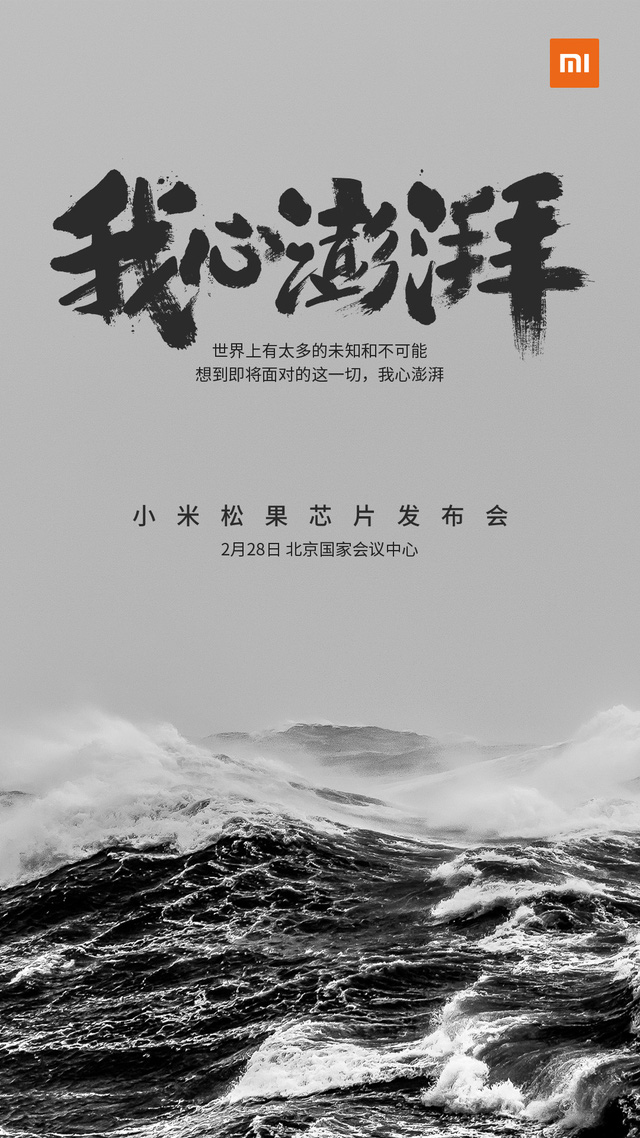 mi
我心澎湃
世界上有太多的未知和不可能
想到即将面对的这一切，我心澎湃
小米松果芯片发布会
2月28日 北京国家会议中心